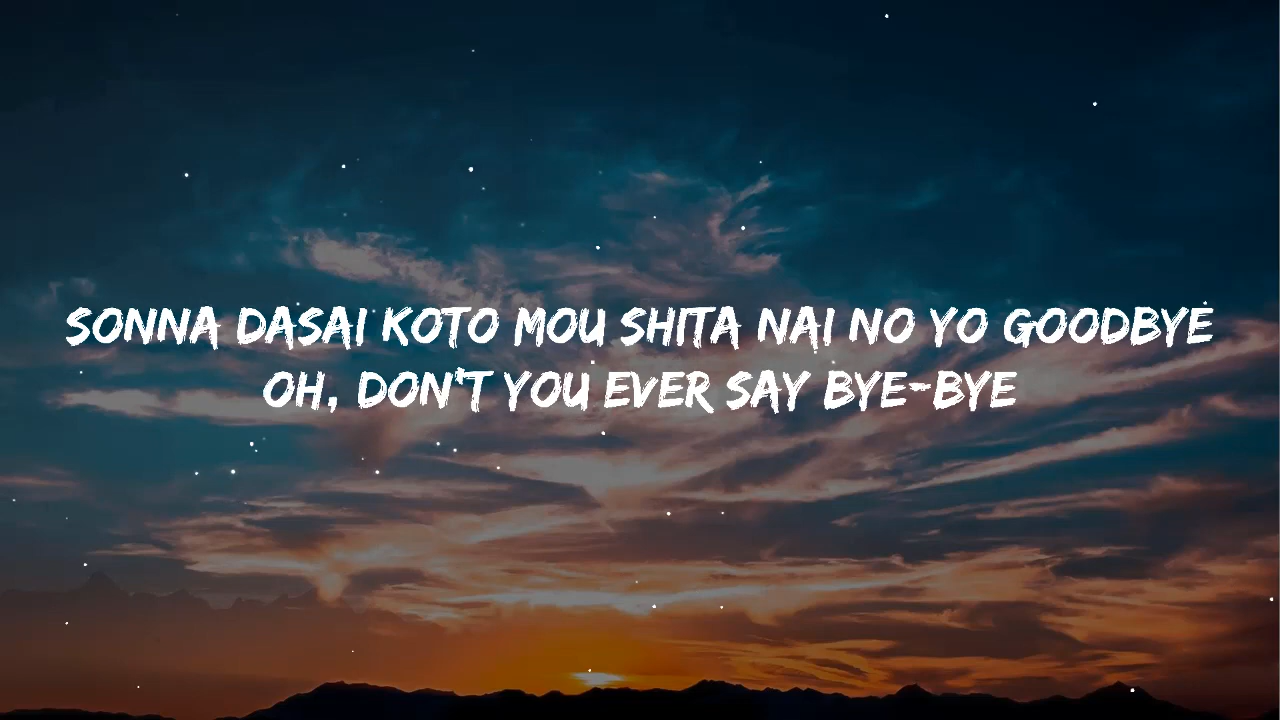 SONNA DASAI KOTO MOU SHITA NAI NO YO GOODBYE
OH, DON'T YOU EVER SAY BYE-BYE